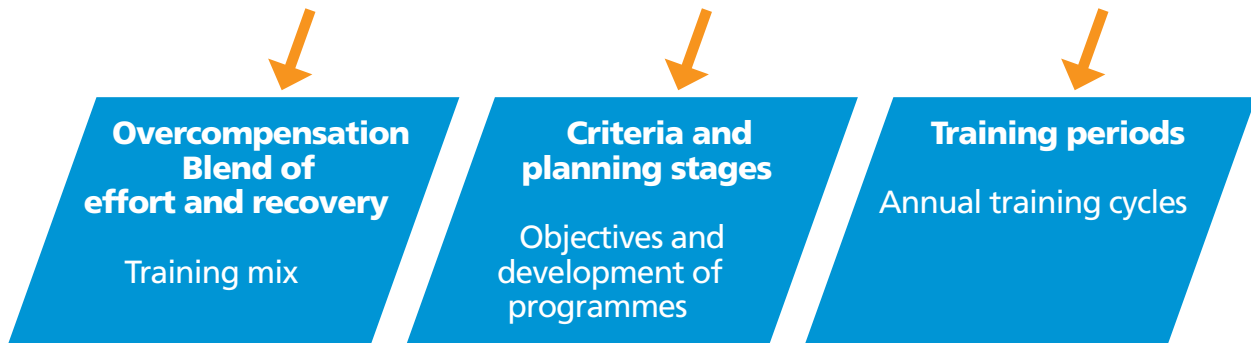 Overcompensation
Blend of
effort and recovery
Training mix
Criteria and
planning stages
Objectives and
development of
programmes
Training periods
Annual training cycles